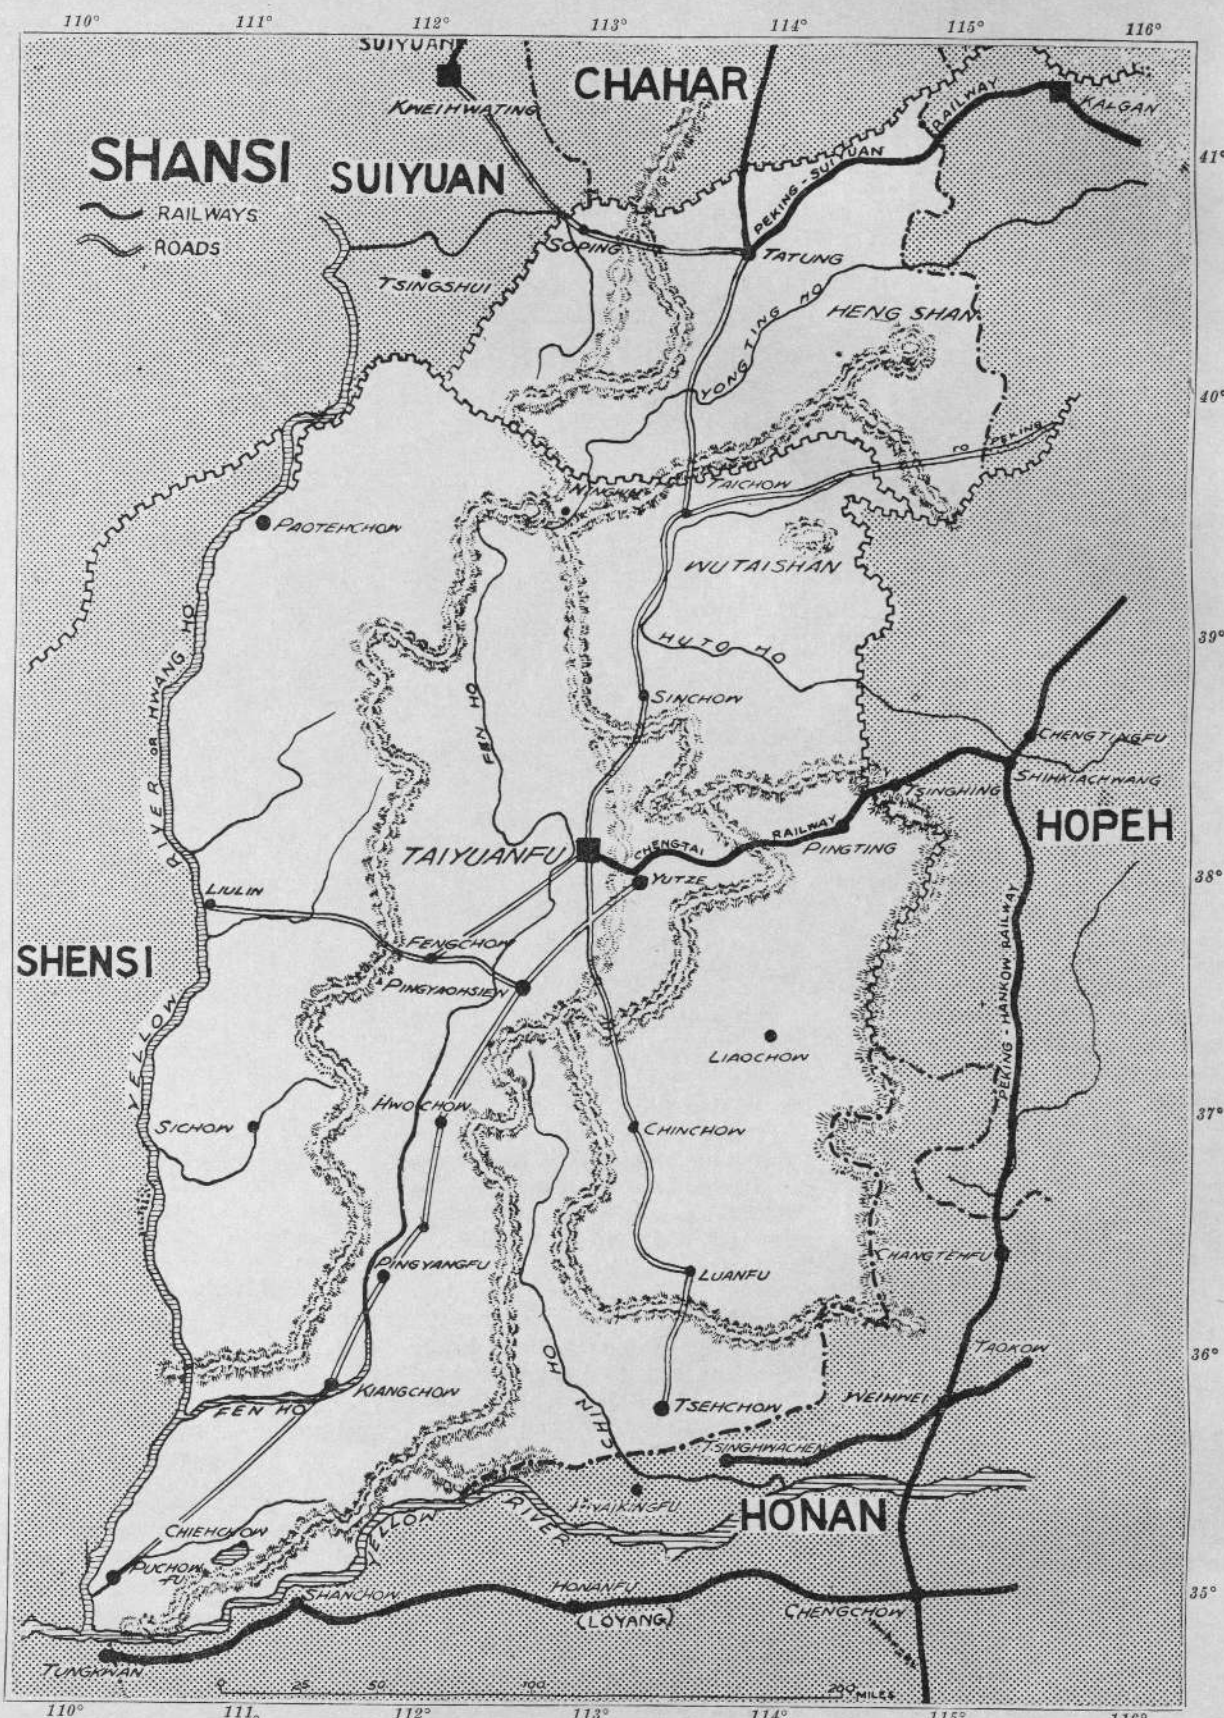 110° 111° 112° 113° 114° 115° 116°
SUIYUAN
CHAHAR
KWEIHWATING
KALGAN
RAILWAY
PEKING - SUIYUAN
41°
SHANSI
SUIYUAN
RAILWAYS
ROADS
SOPING
TATUNG
TSINGSHUI
YONGTING HO
HENG SHAN
40°
TO PEKING
TAICHOW
PAOTEHCHOW
WUTAISHAN
39°
HUTO HO
FEN HO
SINCHOW
CHENGTINGFU
SHIHKIACHWANG
TSINGHING
HOPEH
RIVER OR HWANG HO
TAIYUANFU
CHENGTAI
RAILWAY
PINGTING
38°
YUTZE
LIULIN
FENGCHOW
SHENSI
PINGYAOHSIEN
PEKING - HANKOW RAILWAY
YELLOW
LIAOCHOW
37°
HWOCHOW
SICHOW
CHINCHOW
CHANGTEHFU
PINGYANGFU
LUANFU
36°
TAOKOW
KIANGCHOW
FEN HO
CHIN HO
TSEHCHOW
WEIHWEI
TSINGHWACHEN
HWAIKINGFU
HONAN
YELLOW
RIVER
CHIEHCHOW
PUCHOW
FU
SHANCHOW
HONANFU
(LOYANG)
CHENGCHOW
35°
TUNGKWAN
0 25 50 100 200 MILES
110° 111° 112° 113° 114° 115° 116°